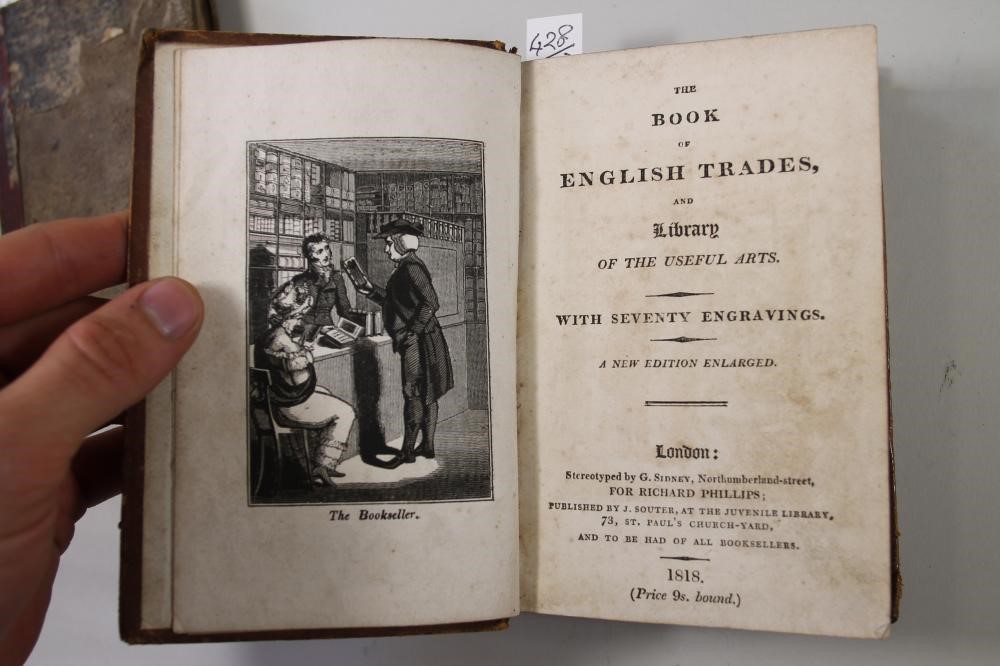 428
The Bookseller.
THE
BOOK
OF
ENGLISH TRADES,
AND
Library
OF THE USEFUL ARTS.
WITH SEVENTY ENGRAVINGS.
A NEW EDITION ENLARGED.
London:
Stereotyped by G. SIDNEY, Northumberland-street,
FOR RICHARD PHILLIPS;
PUBLISHED BY J. SOUTER, AT THE JUVENILE LIBRARY,
73, ST. PAUL'S CHURCH-YARD,
AND TO BE HAD OF ALL BOOKSELLERS.
1818.
(Price 9s. bound.)